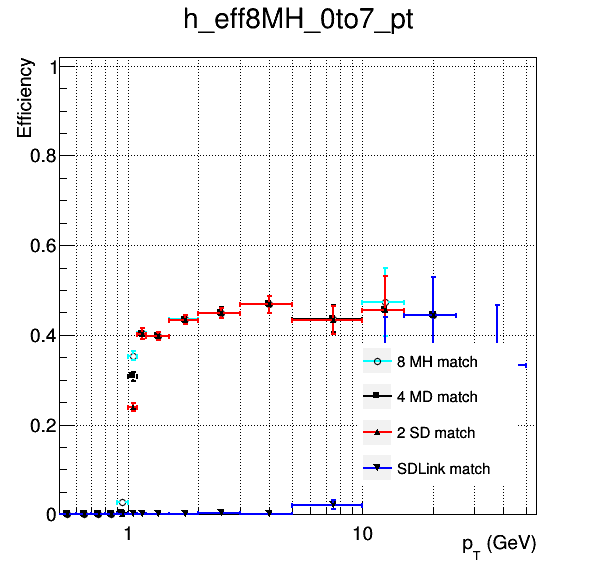 h_eff8MH_0to7_pt
Efficiency
1
0.8
0.6
0.4
0.2
0
8 MH match
4 MD match
2 SD match
SDLink match
1
10
p_T (GeV)